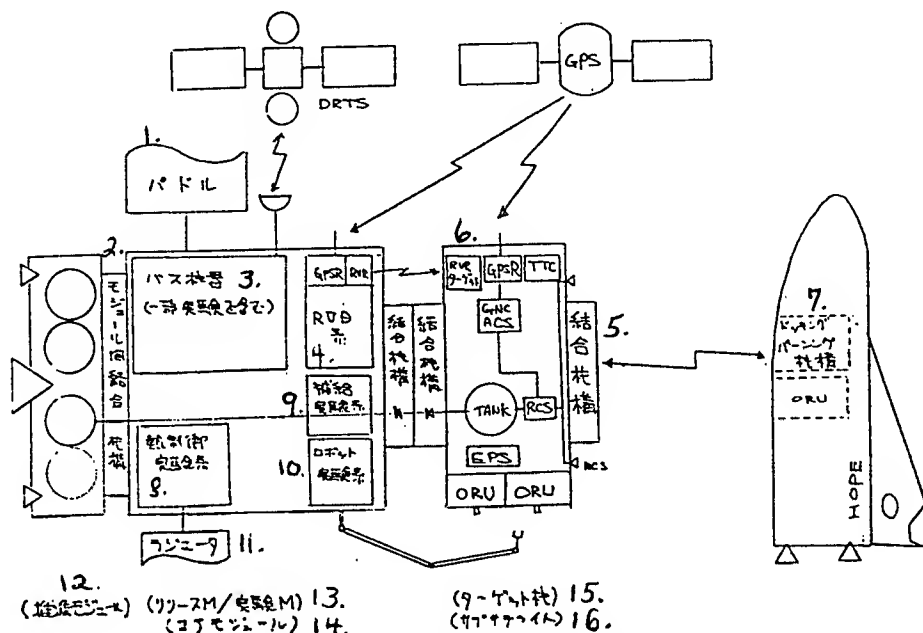 DRTS
GPS
1.
パドル
2.
モジュール間結合機構
バス機器 3.
(一部実験を含む)
GPSR
RVR
RVD系
4.
結合機構
結合機構
6.
RVRターゲット
GPSR
TTC
GNC
ACS
結合機構
5.
7.
ドッキング
バーシング
機構
ORU
HOPE
9.
補給
実験系
TANK
RCS
熱制御
実験系
8.
10.
ロボット
実験系
EPS
RCS
ORU
ORU
ラジエータ 11.
12.
(推進モジュール)
(リソースM/実験M) 13.
(コアモジュール) 14.
(ターゲット機) 15.
(サブサテライト) 16.